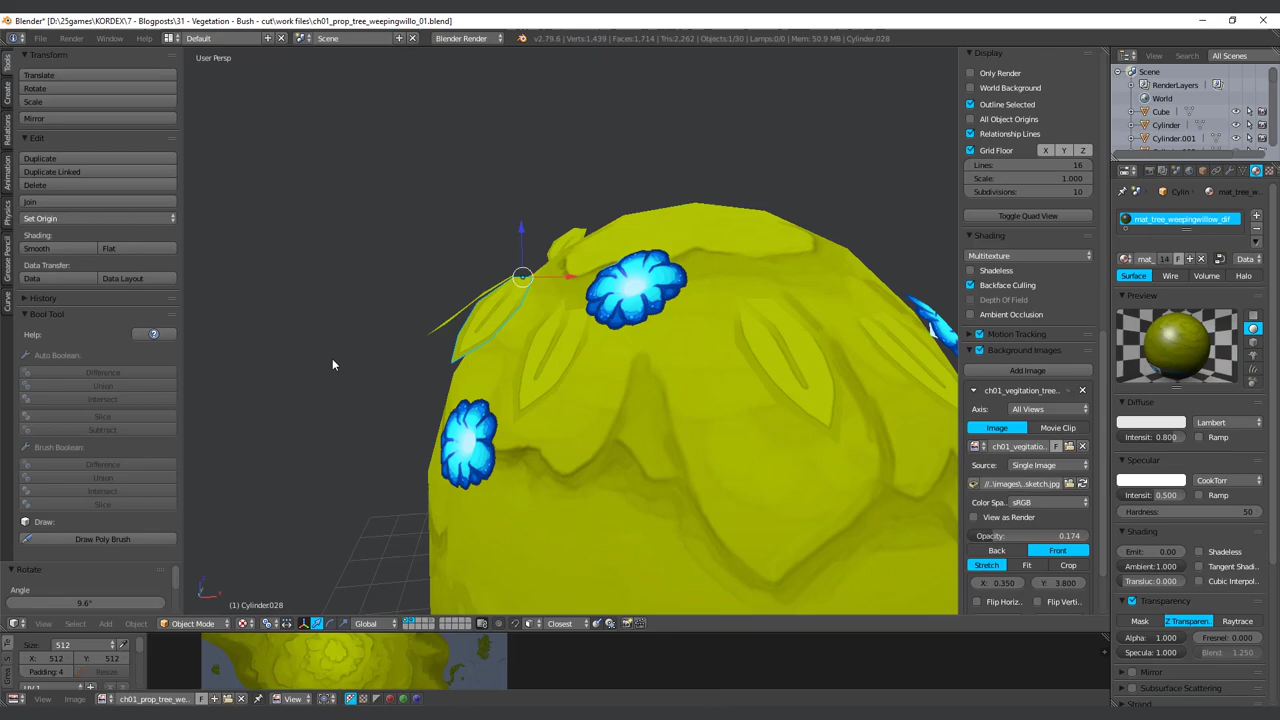 Blender* [D:\25games\KORDEX\7 - Blogposts\31 - Vegetation - Bush - cut\work files\ch01_prop_tree_weepingwillo_01.blend]
File Render Window Help Default Scene Blender Render v2.79.6 | Verts:1,439 | Faces:1,714 | Tris:2,262 | Objects:1/30 | Lamps:0/0 | Mem: 50.9 MB | Cylinder.028
Tools
Create
Relations
Animation
Physics
Grease Pencil
Curve
Transform
Translate
Rotate
Scale
Mirror
Edit
Duplicate
Duplicate Linked
Delete
Join
Set Origin
Shading:
Smooth Flat
Data Transfer:
Data Data Layout
History
Bool Tool
Help:
Auto Boolean:
Difference
Union
Intersect
Slice
Subtract
Brush Boolean:
Difference
Union
Intersect
Slice
Draw:
Draw Poly Brush
Rotate
Angle
9.6°
User Persp
(1) Cylinder.028
View Select Add Object Object Mode Global Closest
Display
Only Render
World Background
Outline Selected
All Object Origins
Relationship Lines
Grid Floor X Y Z
Lines: 16
Scale: 1.000
Subdivisions: 10
Toggle Quad View
Shading
Multitexture
Shadeless
Backface Culling
Depth Of Field
Ambient Occlusion
Motion Tracking
Background Images
Add Image
ch01_vegitation_tree..
Axis: All Views
Image Movie Clip
ch01_vegitatio.. F
Source: Single Image
//..\images\..sketch.jpg
Color Spa.. sRGB
View as Render
Opacity: 0.174
Back Front
Stretch Fit Crop
X: 0.350 Y: 3.800
Flip Horiz.. Flip Verti..
View Search All Scenes
Scene
RenderLayers
World
Cube
Cylinder
Cylinder.001
Cylin mat_tree_w..
mat_tree_weepingwillow_dif
mat_ 14 F Data
Surface Wire Volume Halo
Preview
Diffuse
Lambert
Intensit: 0.800 Ramp
Specular
CookTorr
Intensit: 0.500 Ramp
Hardness: 50
Shading
Emit: 0.00 Shadeless
Ambient:1.000 Tangent Shadi..
Transluc:0.000 Cubic Interpol..
Transparency
Mask Z Transparen.. Raytrace
Alpha: 1.000 Fresnel: 0.000
Specula: 1.000 Blend: 1.250
Mirror
Subsurface Scattering
Strand
Size: 512
X: 512 Y: 512
Padding: 4 Resize
UV 1
View Image ch01_prop_tree_we... F View